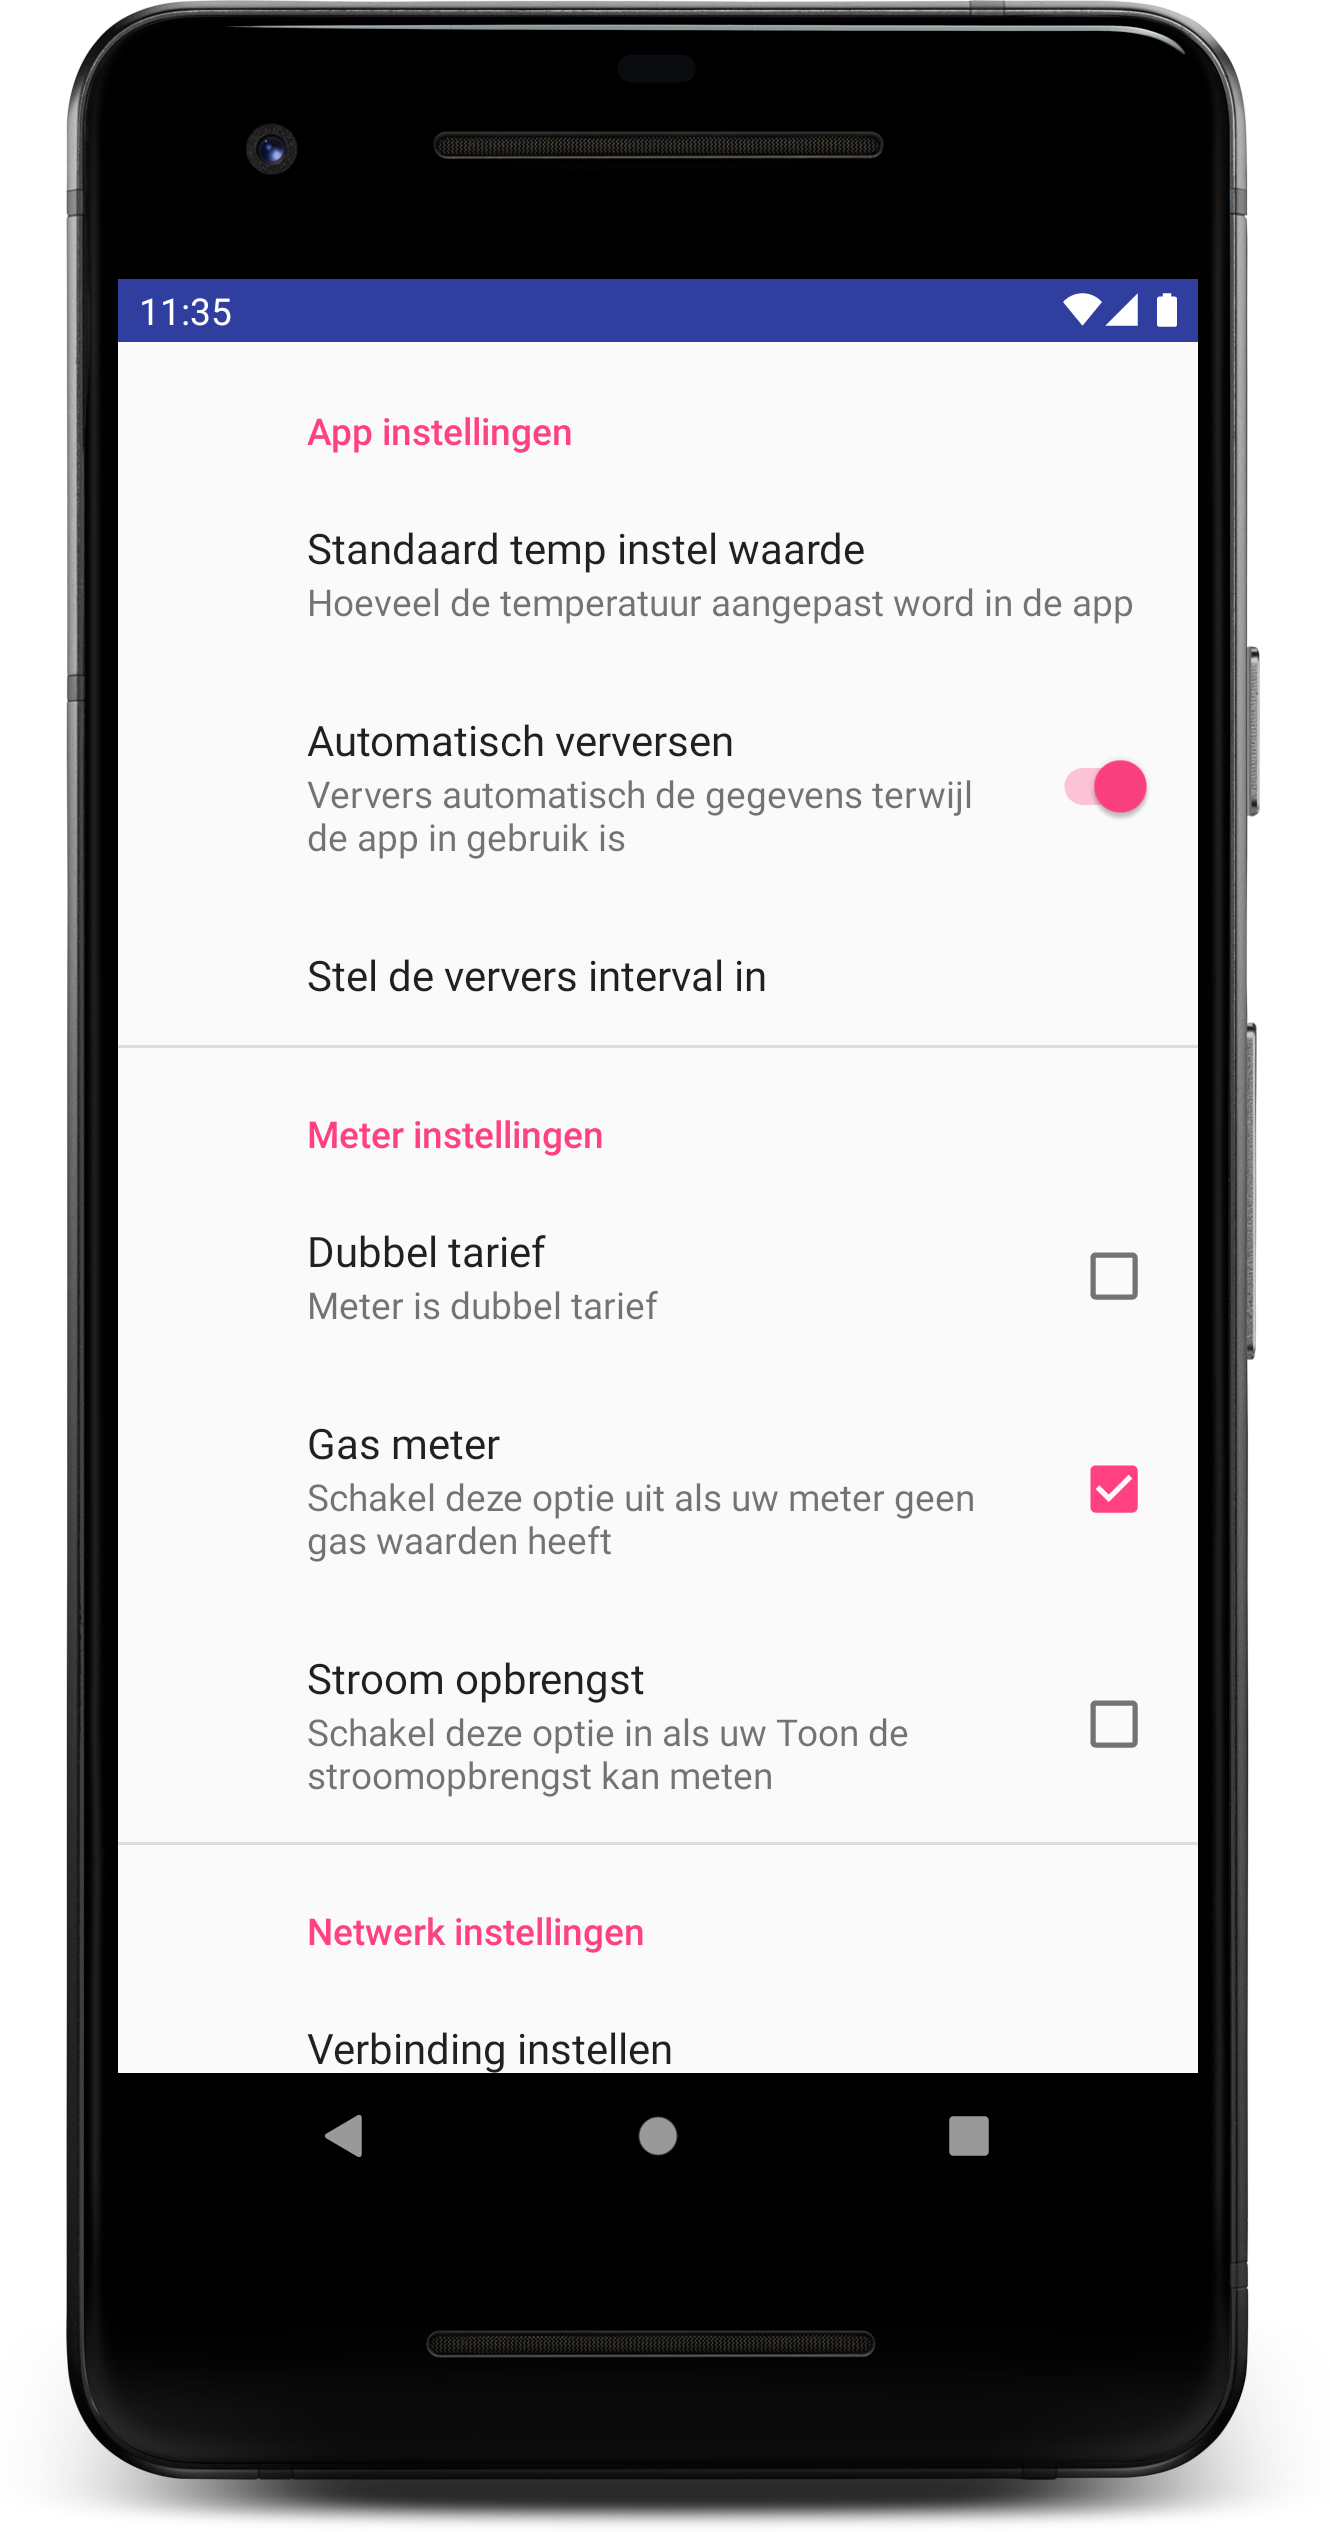 11:35
App instellingen
Standaard temp instel waarde
Hoeveel de temperatuur aangepast word in de app
Automatisch verversen
Ververs automatisch de gegevens terwijl
de app in gebruik is
Stel de ververs interval in
Meter instellingen
Dubbel tarief
Meter is dubbel tarief
Gas meter
Schakel deze optie uit als uw meter geen
gas waarden heeft
Stroom opbrengst
Schakel deze optie in als uw Toon de
stroomopbrengst kan meten
Netwerk instellingen
Verbinding instellen